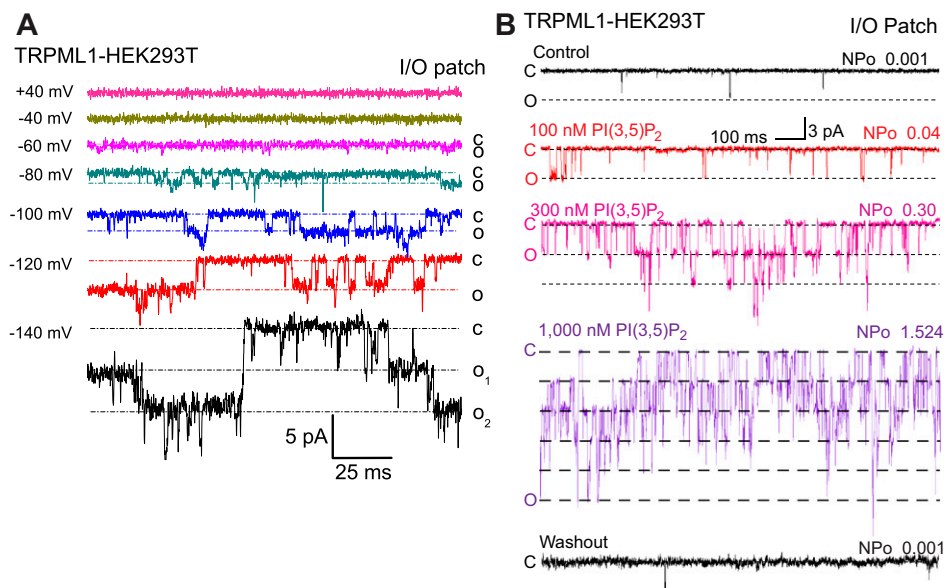 A
TRPML1-HEK293T
I/O patch
+40 mV
-40 mV
-60 mV C
O
-80 mV C
O
-100 mV C
O
-120 mV C
O
-140 mV C
O1
O2
5 pA
25 ms
B TRPML1-HEK293T
I/O Patch
Control NPo 0.001
C
O
100 ms 3 pA
100 nM PI(3,5)P2 NPo 0.04
C
O
300 nM PI(3,5)P2 NPo 0.30
C
O
1,000 nM PI(3,5)P2 NPo 1.524
C
O
Washout NPo 0.001
C